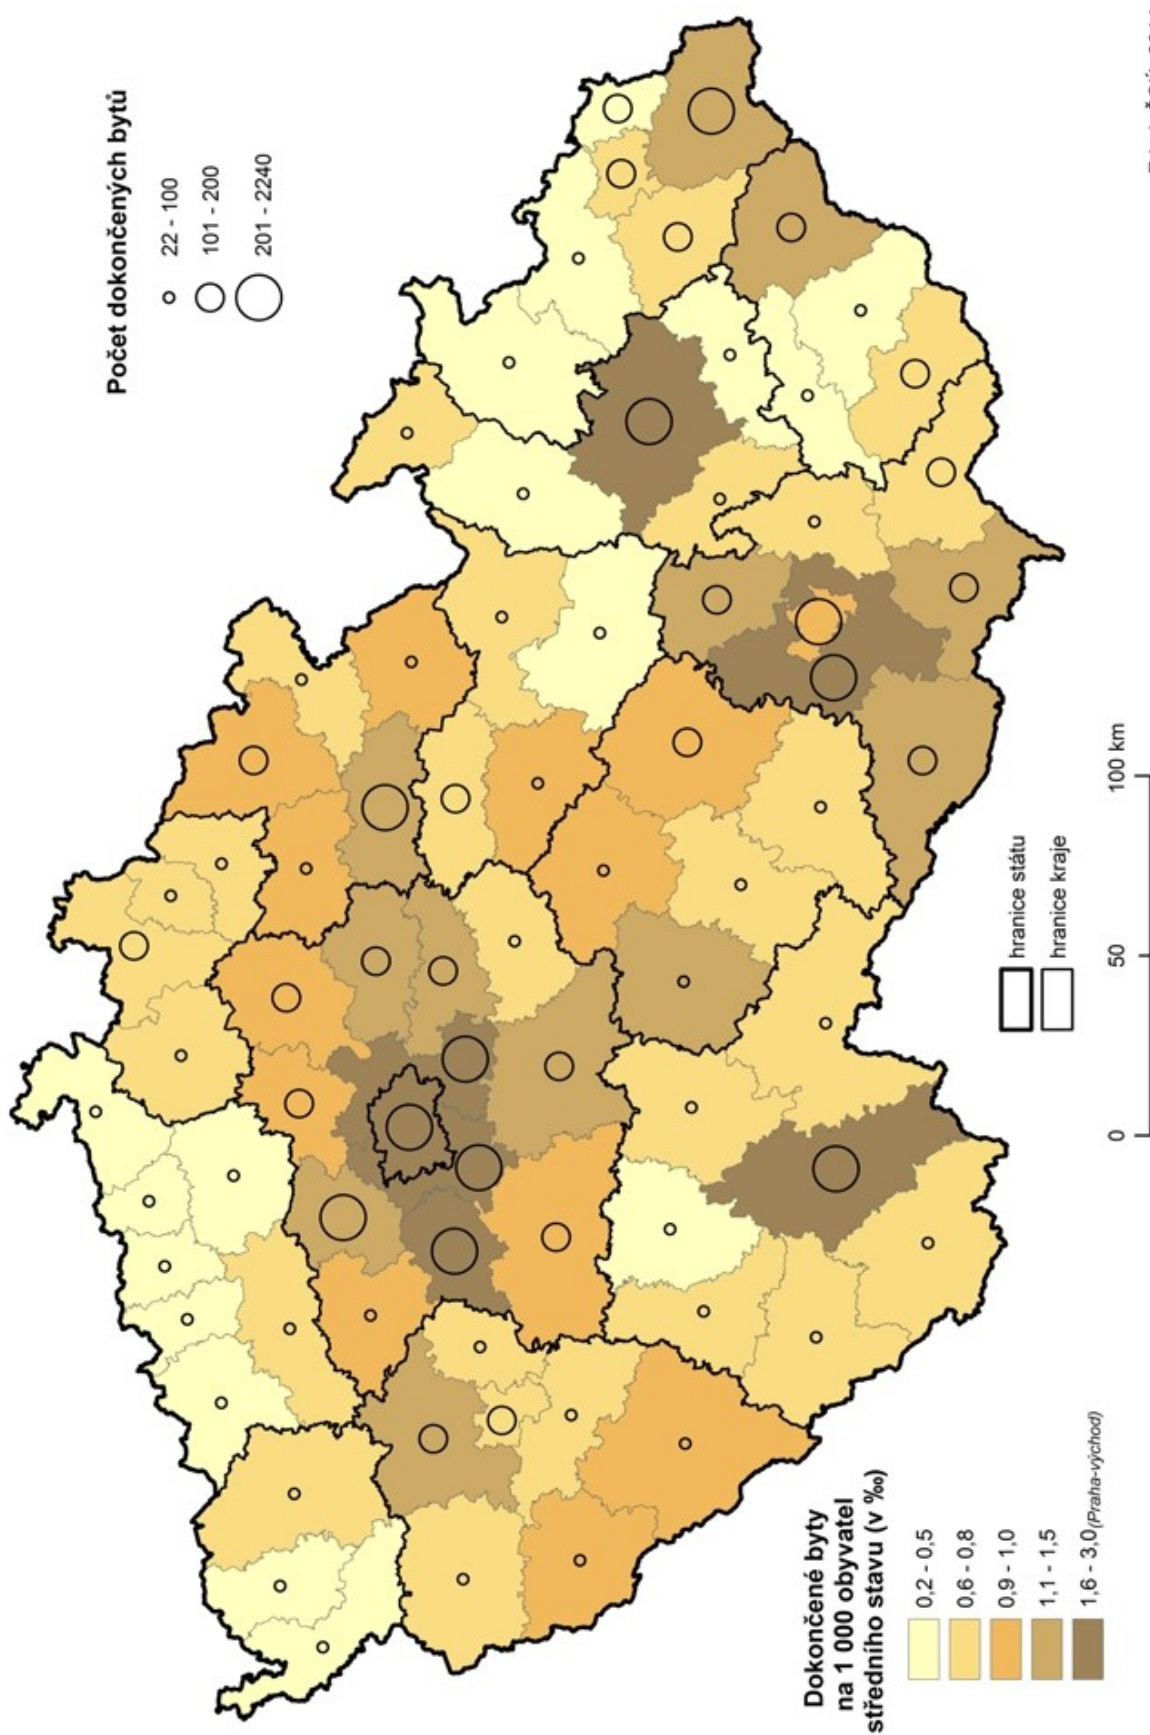 Počet dokončených bytů
22 - 100
101 - 200
201 - 2240
Dokončené byty
na 1 000 obyvatel
středního stavu (v ‰)
0,2 - 0,5
0,6 - 0,8
0,9 - 1,0
1,1 - 1,5
1,6 - 3,0 (Praha-východ)
hranice státu
hranice kraje
0 50 100 km